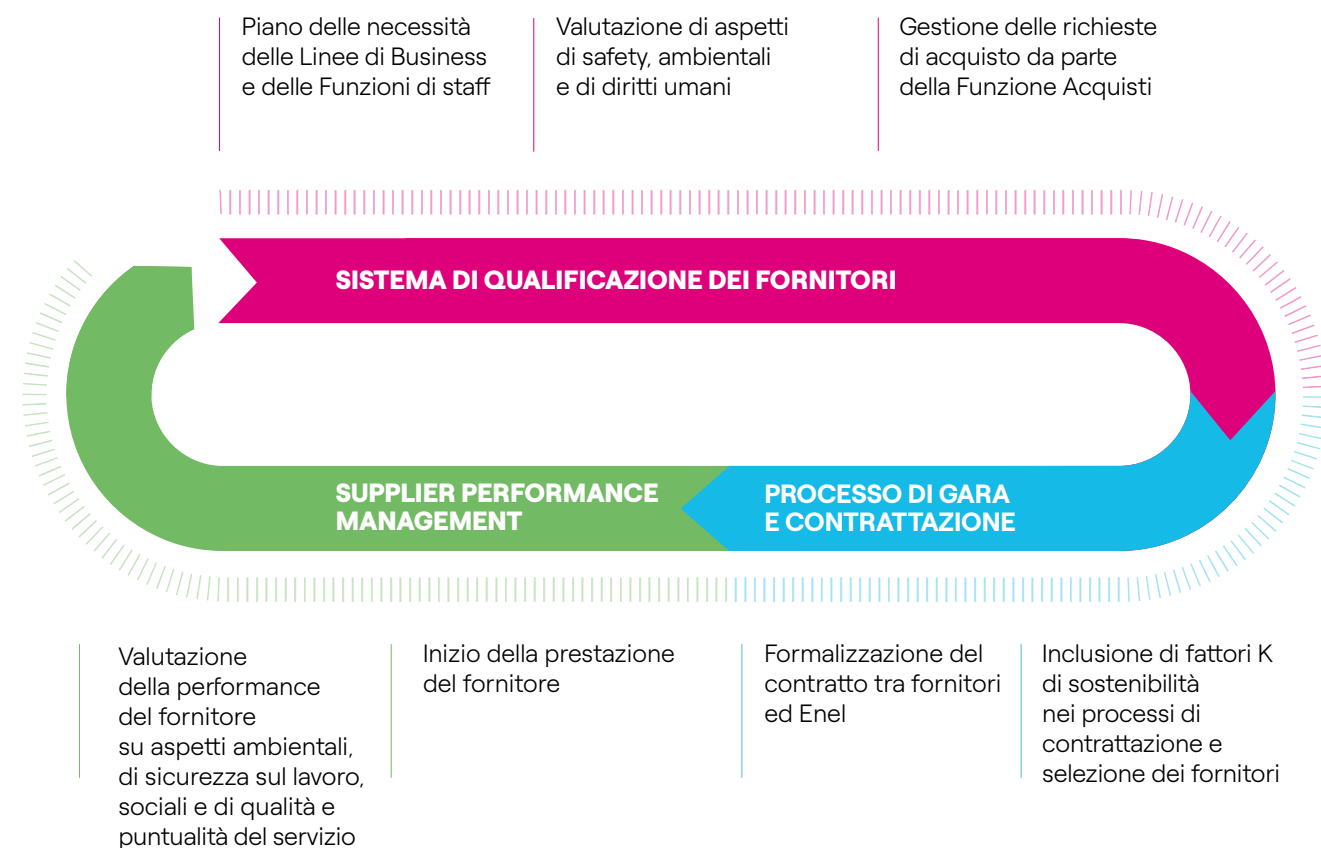 Piano delle necessità
delle Linee di Business
e delle Funzioni di staff
Valutazione di aspetti
di safety, ambientali
e di diritti umani
Gestione delle richieste
di acquisto da parte
della Funzione Acquisti
SISTEMA DI QUALIFICAZIONE DEI FORNITORI
SUPPLIER PERFORMANCE
MANAGEMENT
PROCESSO DI GARA
E CONTRATTAZIONE
Valutazione
della performance
del fornitore
su aspetti ambientali,
di sicurezza sul lavoro,
sociali e di qualità e
puntualità del servizio
Inizio della prestazione
del fornitore
Formalizzazione del
contratto tra fornitori
ed Enel
Inclusione di fattori K
di sostenibilità
nei processi di
contrattazione e
selezione dei fornitori